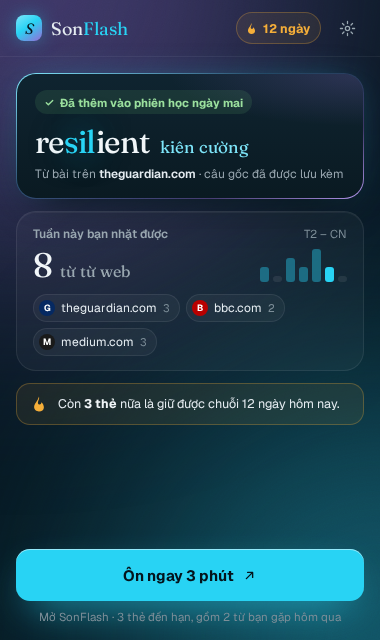 S SonFlash 12 ngày
✓ Đã thêm vào phiên học ngày mai
resilient kiên cường
Từ bài trên theguardian.com · câu gốc đã được lưu kèm
Tuần này bạn nhặt được T2 – CN
8 từ từ web
G theguardian.com 3 B bbc.com 2
M medium.com 3
Còn 3 thẻ nữa là giữ được chuỗi 12 ngày hôm nay.
Ôn ngay 3 phút ↗
Mở SonFlash · 3 thẻ đến hạn, gồm 2 từ bạn gặp hôm qua